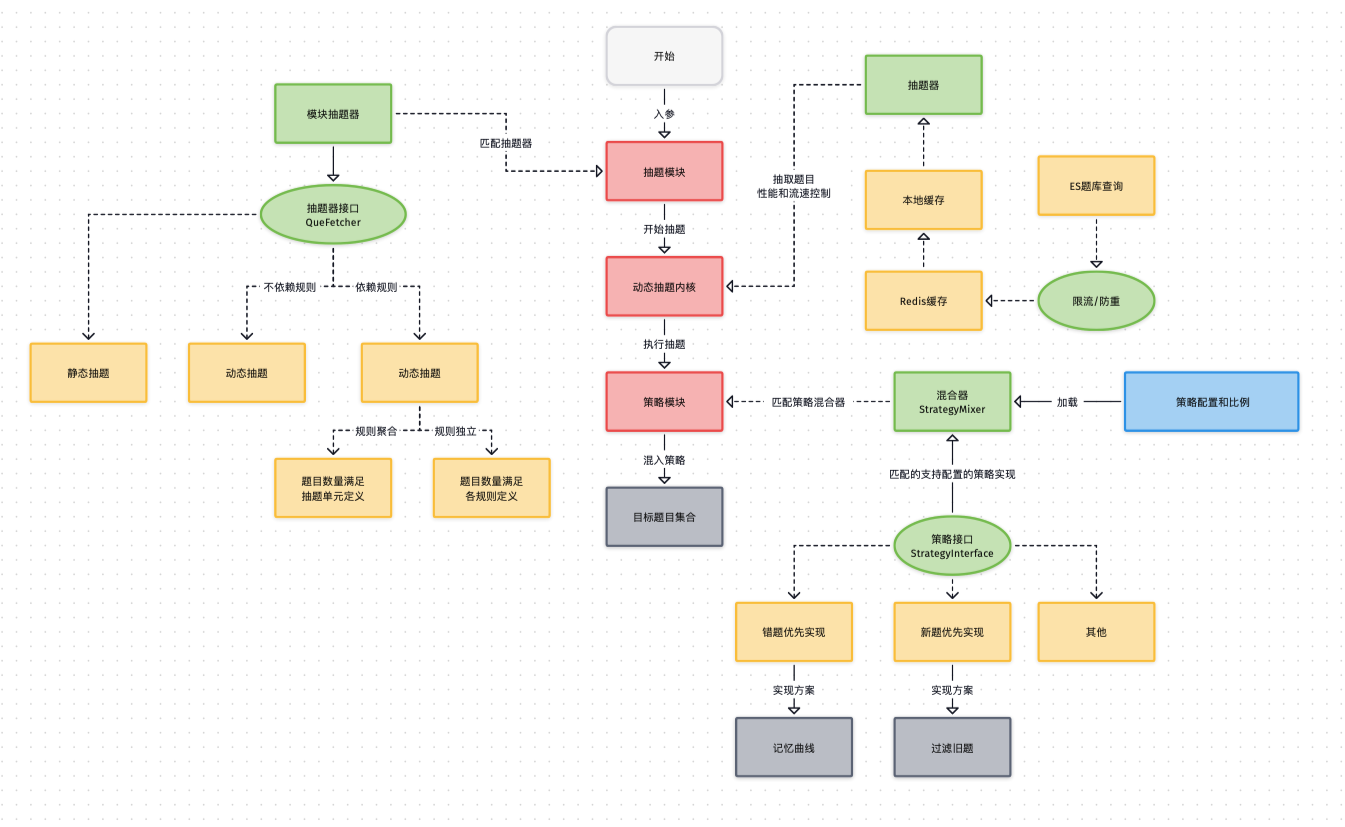 开始
抽题器
模块抽题器
入参
匹配抽题器
抽题模块
抽取题目
性能和流速控制
本地缓存
ES题库查询
抽题器接口
QueFetcher
开始抽题
不依赖规则
依赖规则
动态抽题内核
Redis缓存
限流/防重
执行抽题
静态抽题
动态抽题
动态抽题
策略模块
匹配策略混合器
混合器
StrategyMixer
加载
策略配置和比例
规则聚合
规则独立
混入策略
匹配的支持配置的策略实现
题目数量满足
抽题单元定义
题目数量满足
各规则定义
目标题目集合
策略接口
StrategyInterface
错题优先实现
新题优先实现
其他
实现方案
实现方案
记忆曲线
过滤旧题